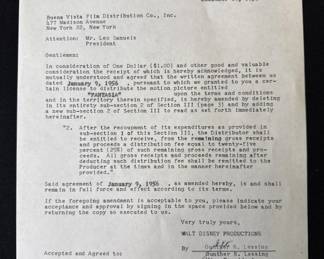 Buena Vista Film Distribution Co., Inc.
477 Madison Avenue
New York 22, New York
Attention: Mr. Leo Samuels
President
Gentlemen:
In consideration of One Dollar ($1.00) and other good and valuable
consideration the receipt of which is hereby acknowledged, it is
mutually understood and agreed that the written agreement between us
dated January 9, 1956, pursuant to which we granted to you a cer-
tain license to distribute the motion picture entitled
"FANTASIA" upon the terms and conditions
and in the territory therein specified, is hereby amended by deleting
in its entirety sub-section 2 of Section III (page 3) and by adding
a new sub-section 2 of Section III to read as set forth immediately
hereinafter.
"2. After the recoupment of its expenditures as provided in
sub-section 1 of this Section III, the Distributor shall
be entitled to receive, from the remaining gross receipts
and proceeds a distribution fee equal to twenty-five
percent (25%) of such remaining gross receipts and pro-
ceeds. All gross receipts and proceeds remaining after
deducting such distribution fee shall be remitted to the
Producer at the times and in the manner hereinafter
provided."
Said agreement of January 9, 1956, as amended hereby, is and shall
remain in full force and effect according to its terms.
If the foregoing amendment is acceptable to you, please indicate your
acceptance and approval by signing in the space provided below and by
returning the copy so executed to us.
Very truly yours,
WALT DISNEY PRODUCTIONS
By
Gunther R. Lessing
Gunther R. Lessing
Accepted and Agreed to: